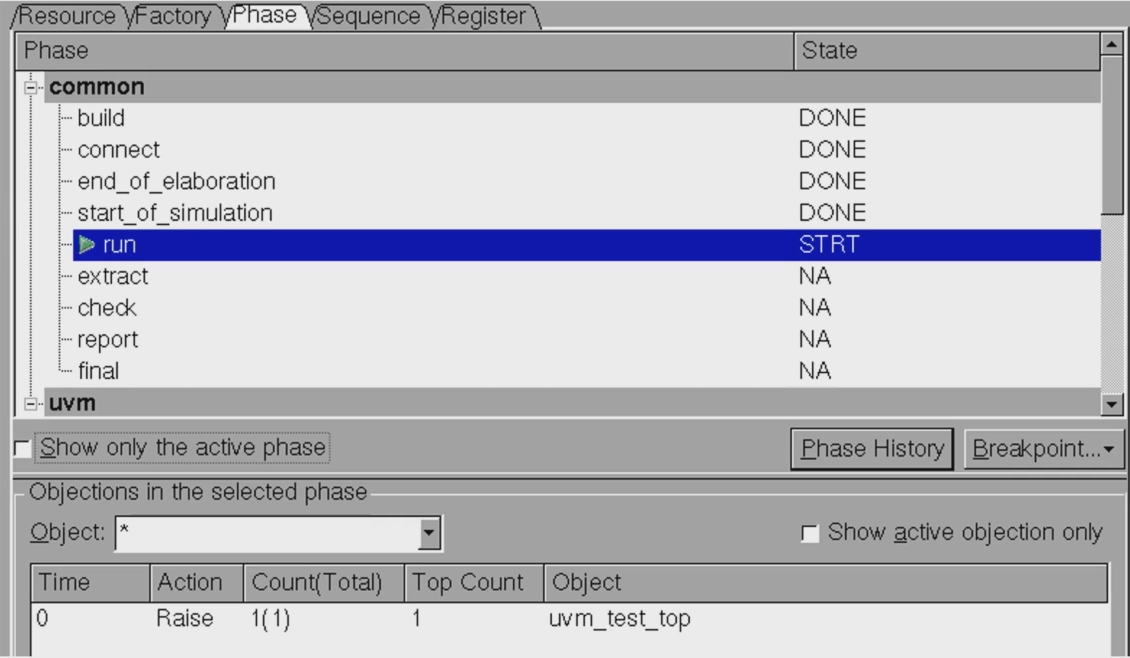 Resource Factory Phase Sequence Register
Phase State
common
build DONE
connect DONE
end_of_elaboration DONE
start_of_simulation DONE
run STRT
extract NA
check NA
report NA
final NA
uvm
Show only the active phase Phase History Breakpoint...
Objections in the selected phase
Object: * Show active objection only
Time Action Count(Total) Top Count Object
0 Raise 1(1) 1 uvm_test_top